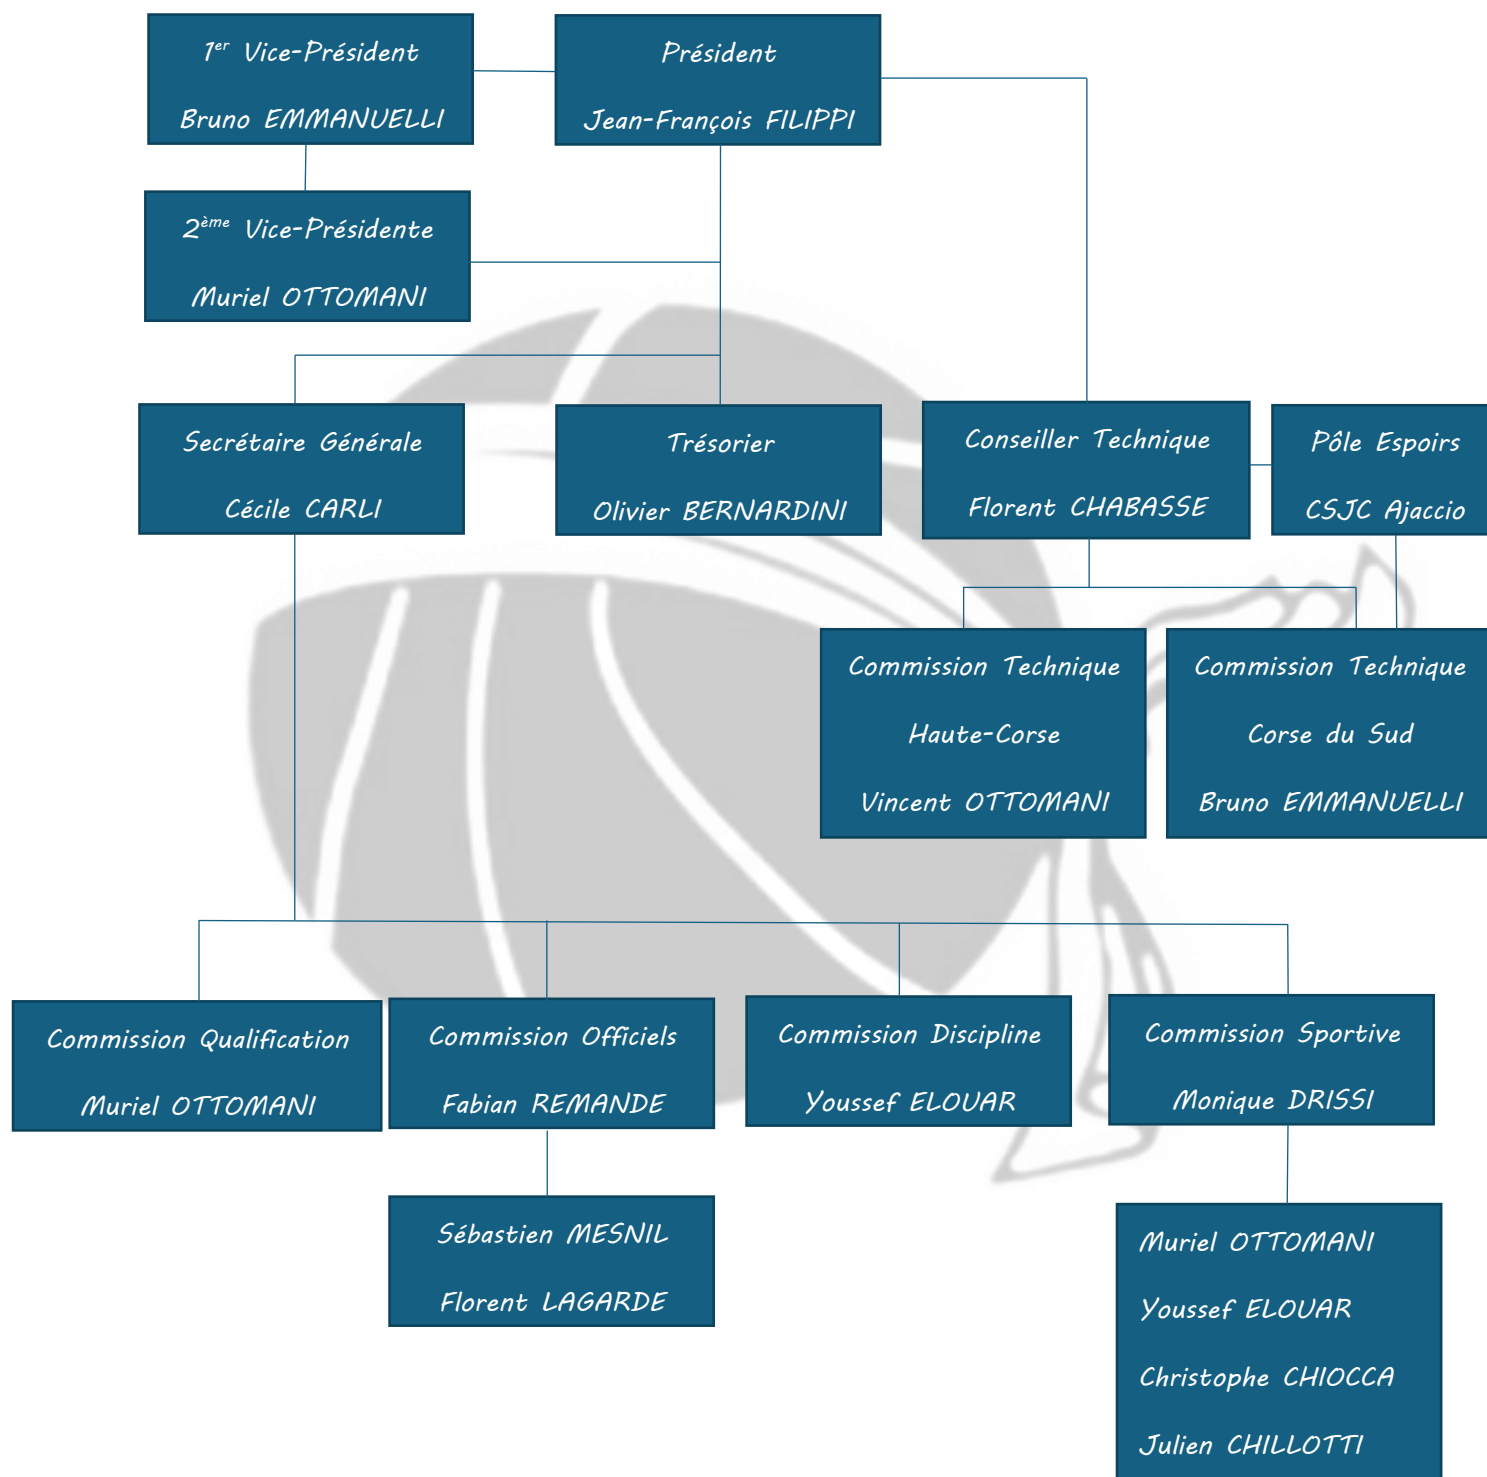 1er Vice-Président
Bruno EMMANUELLI
Président
Jean-François FILIPPI
2ème Vice-Présidente
Muriel OTTOMANI
Secrétaire Générale
Cécile CARLI
Trésorier
Olivier BERNARDINI
Conseiller Technique
Florent CHABASSE
Pôle Espoirs
CSJC Ajaccio
Commission Technique
Haute-Corse
Vincent OTTOMANI
Commission Technique
Corse du Sud
Bruno EMMANUELLI
Commission Qualification
Muriel OTTOMANI
Commission Officiels
Fabian REMANDE
Commission Discipline
Youssef ELOUAR
Commission Sportive
Monique DRISSI
Sébastien MESNIL
Florent LAGARDE
Muriel OTTOMANI
Youssef ELOUAR
Christophe CHIOCCA
Julien CHILLOTTI